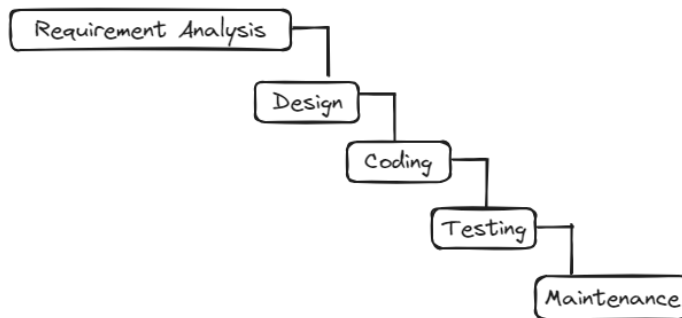 Requirement Analysis
Design
Coding
Testing
Maintenance